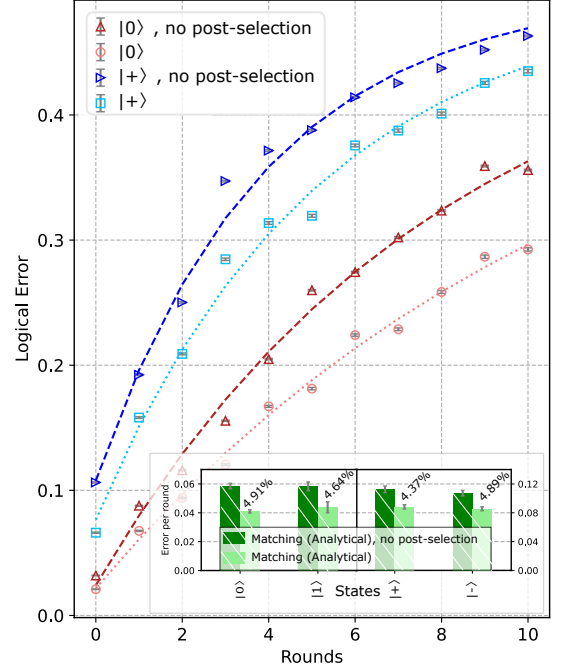 |0⟩ , no post-selection
|0⟩
|+⟩ , no post-selection
|+⟩
Logical Error
0.4
0.3
0.2
0.1
0.0
0 2 4 6 8 10
Rounds
Error per round
0.06
0.04
0.02
0.00
4.91% 4.64% 4.37% 4.89%
0.12
0.08
0.04
0.00
Matching (Analytical), no post-selection
Matching (Analytical)
|0⟩ |1⟩ States |+⟩ |-⟩